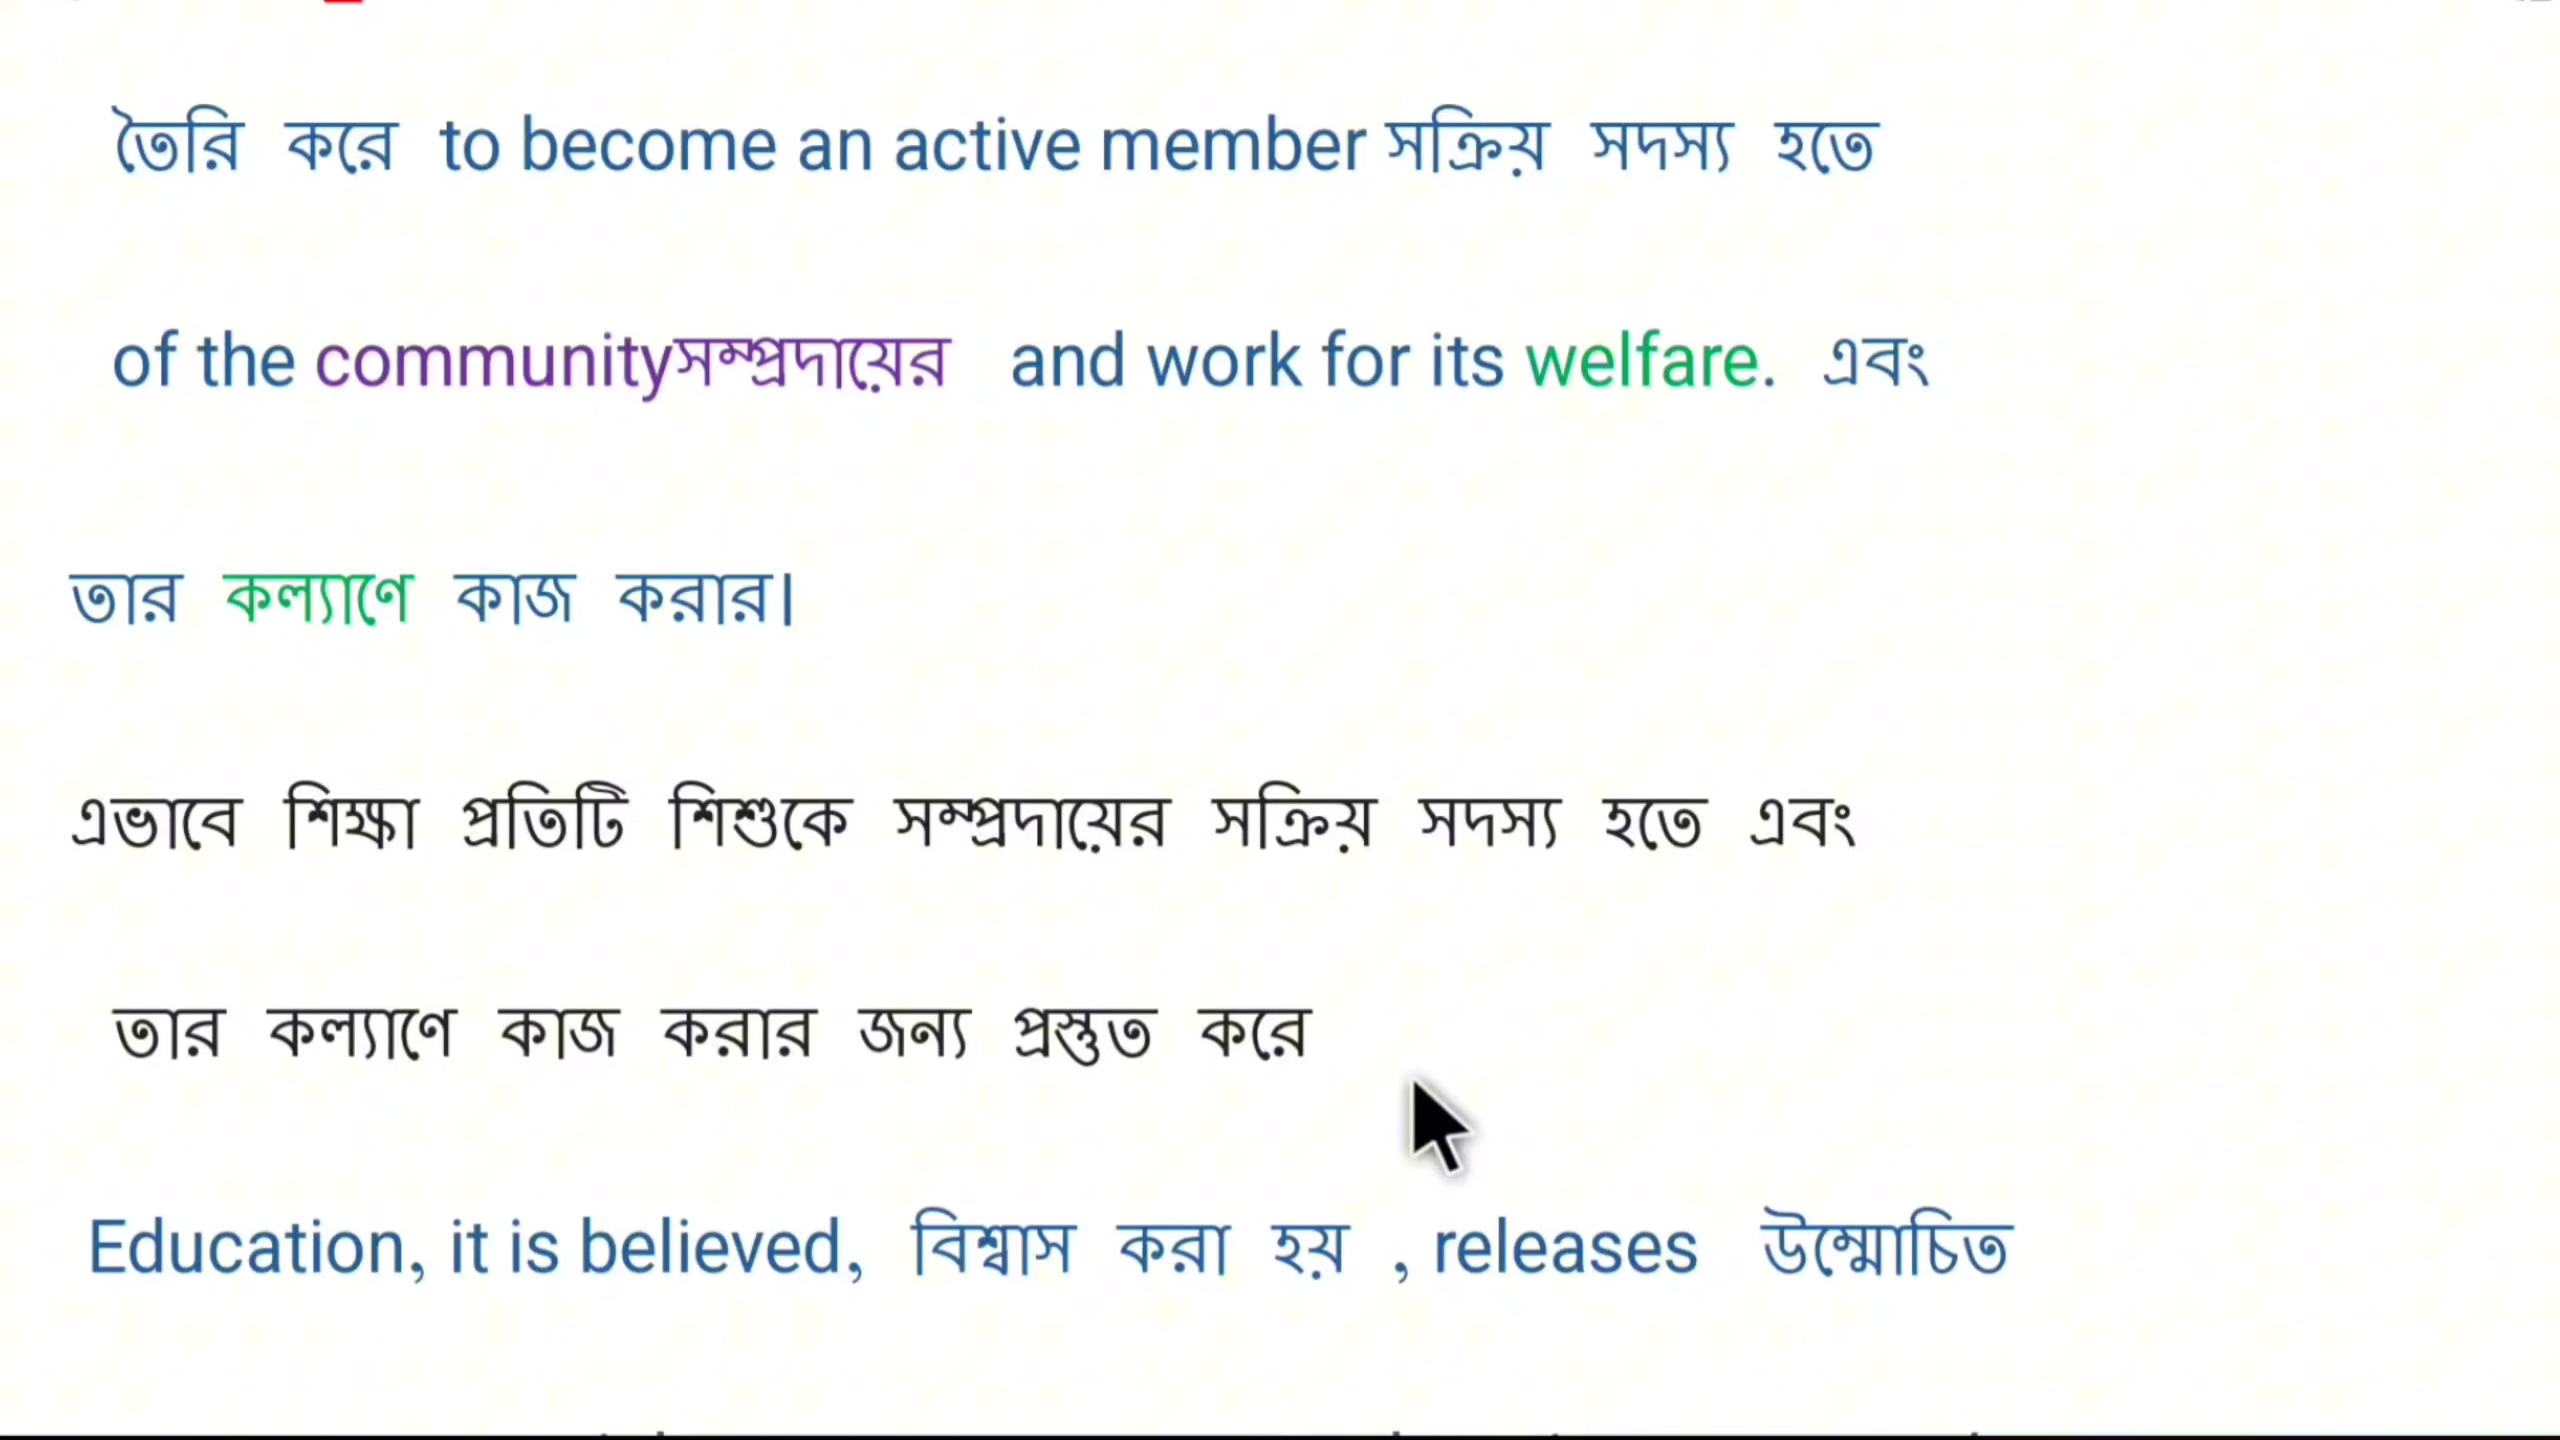 তৈরি করে to become an active member সক্রিয় সদস্য হতে
of the communityসম্প্রদায়ের and work for its welfare. এবং
তার কল্যাণে কাজ করার।
এভাবে শিক্ষা প্রতিটি শিশুকে সম্প্রদায়ের সক্রিয় সদস্য হতে এবং
তার কল্যাণে কাজ করার জন্য প্রস্তুত করে
Education, it is believed, বিশ্বাস করা হয় , releases উম্মোচিত